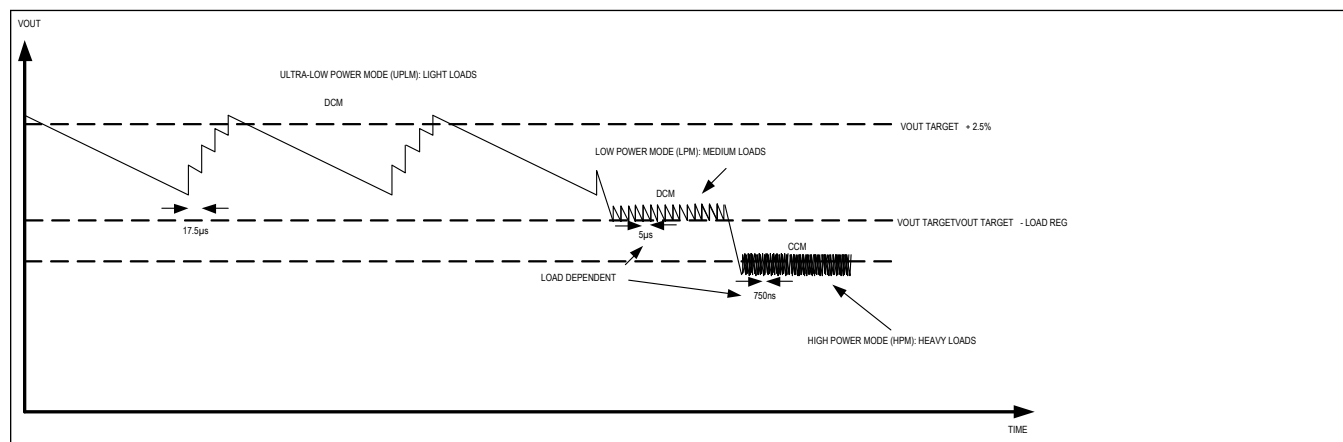 VOUT
ULTRA-LOW POWER MODE (UPLM): LIGHT LOADS
DCM
VOUT TARGET + 2.5%
LOW POWER MODE (LPM): MEDIUM LOADS
DCM
17.5µs
5µs
VOUT TARGETVOUT TARGET - LOAD REG
CCM
LOAD DEPENDENT
750ns
HIGH POWER MODE (HPM): HEAVY LOADS
TIME